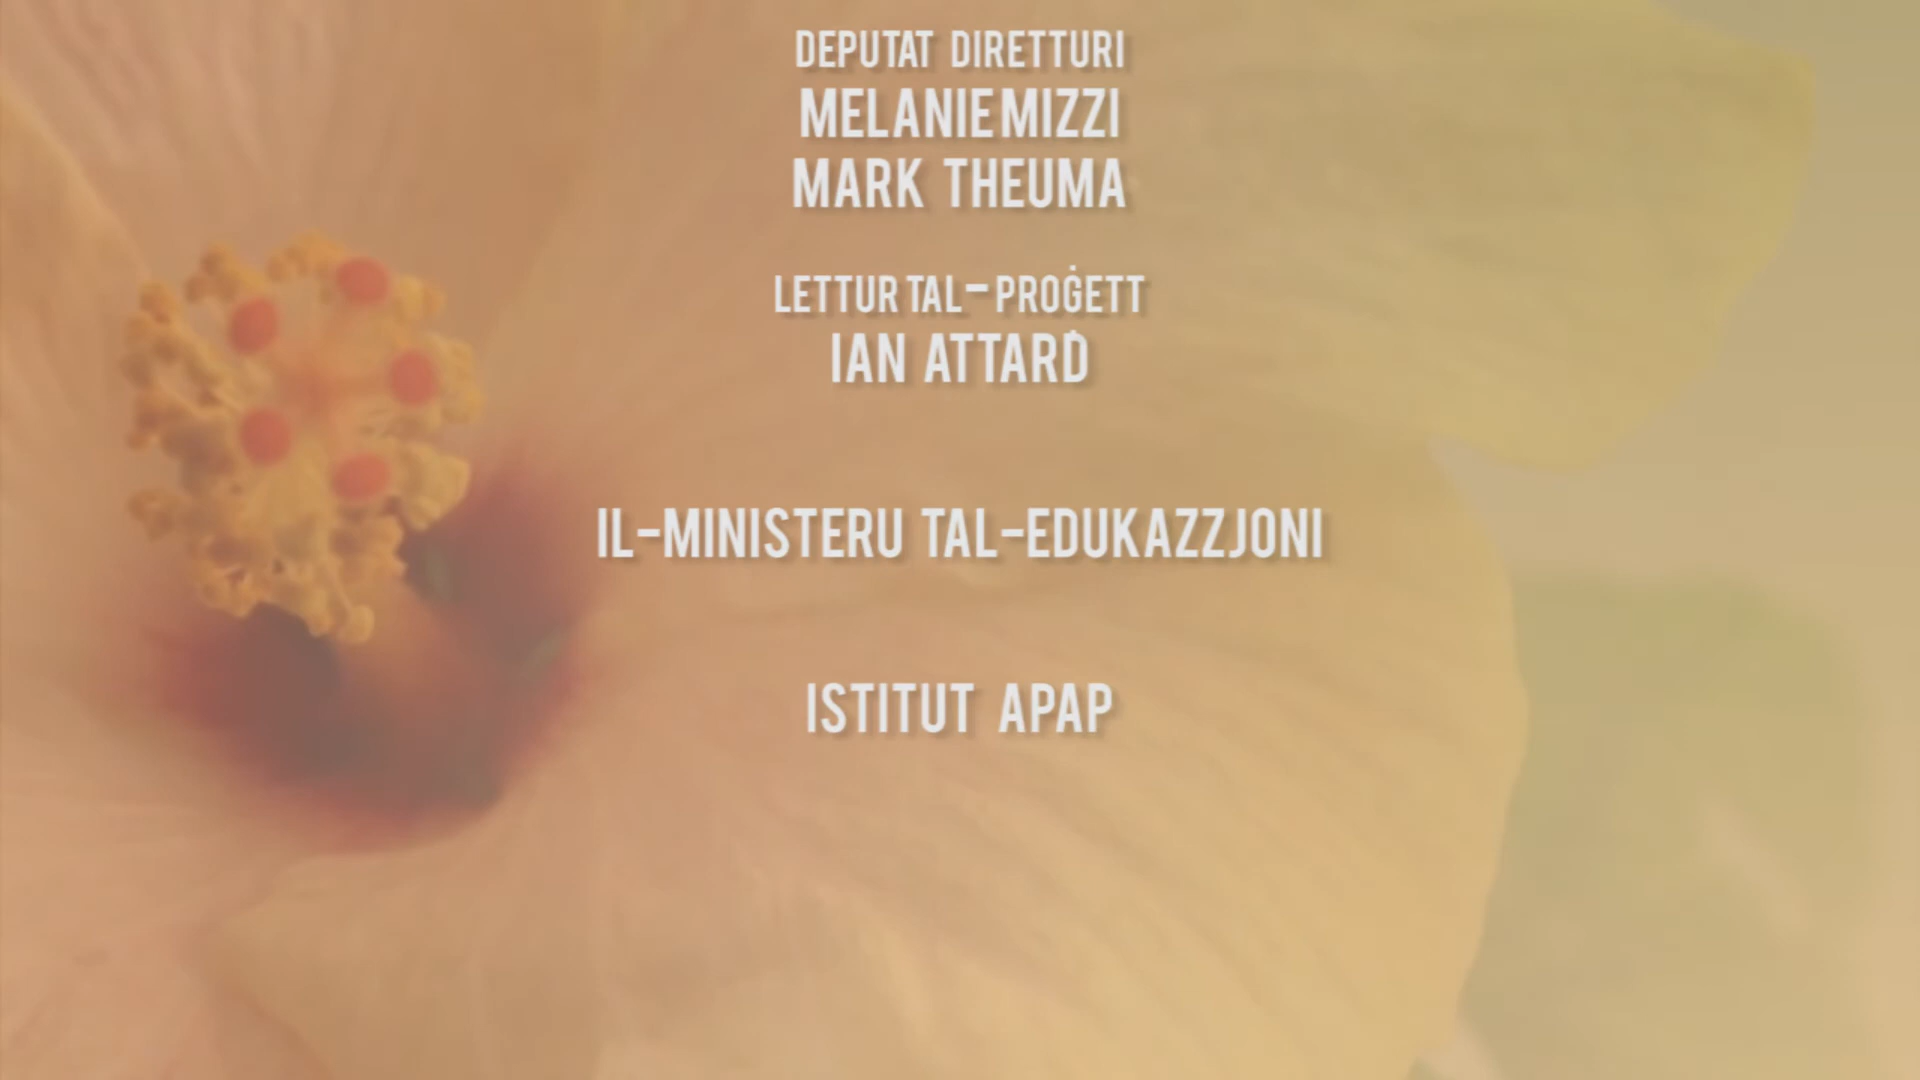 DEPUTAT DIRETTURI
MELANIE MIZZI
MARK THEUMA
LETTUR TAL-PROĠETT
IAN ATTARD
IL-MINISTERU TAL-EDUKAZZJONI
ISTITUT APAP